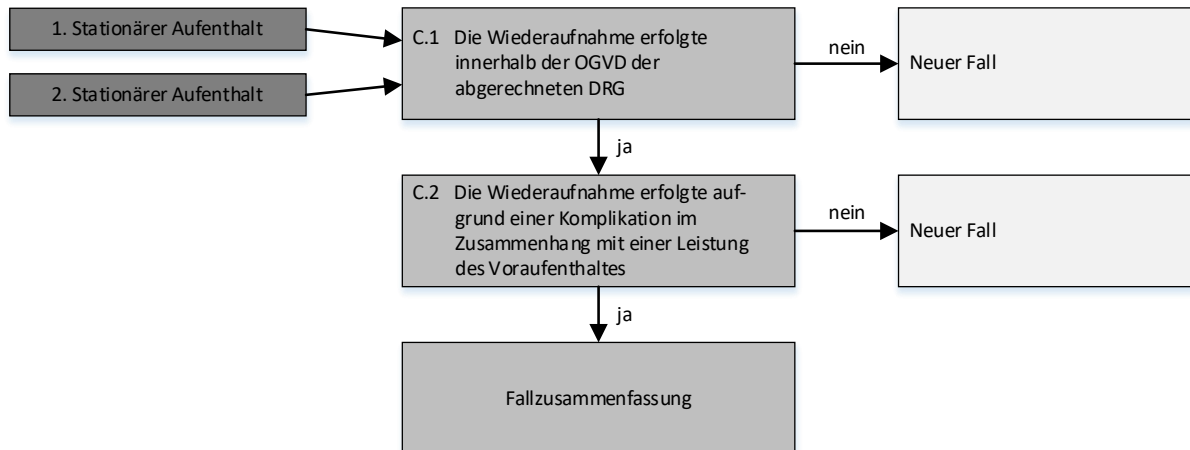 1. Stationärer Aufenthalt
2. Stationärer Aufenthalt
C.1 Die Wiederaufnahme erfolgte
innerhalb der OGVD der
abgerechneten DRG
nein
Neuer Fall
ja
C.2 Die Wiederaufnahme erfolgte auf-
grund einer Komplikation im
Zusammenhang mit einer Leistung
des Voraufenthaltes
nein
Neuer Fall
ja
Fallzusammenfassung